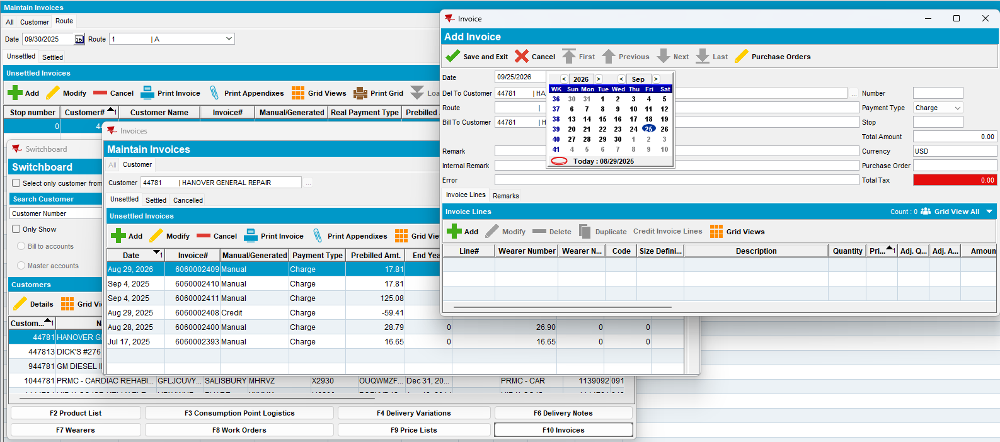 Maintain Invoices
All Customer Route
Date 09/30/2025 16 Route 1 | A
Unsettled Settled
Unsettled Invoices
Add Modify Cancel Print Invoice Print Appendixes Grid Views Print Grid Loa
Stop number Customer# 1 Customer Name Invoice# Manual/Generated Real Payment Type Prebilled
0 44
Switchboard
Switchboard
Select only customer from
Search Customer
Customer Number
Only Show
Bill to accounts
Master accounts
Customers
Details Grid Vi
Custom... 1 N
44781 HANOVER G
447813 DICK'S #276
944781 GM DIESEL I
1044781 PRMC - CARDIAC REHABI... GFLJCUVY... SALISBURY MHRVZ X2930 OUQWMZF... Dec 31, 20... PRMC - CAR 1139092 091
F2 Product List F3 Consumption Point Logistics F4 Delivery Variations F6 Delivery Notes
F7 Wearers F8 Work Orders F9 Price Lists F10 Invoices
Invoices
Maintain Invoices
All Customer
Customer 44781 | HANOVER GENERAL REPAIR ...
Unsettled Settled Cancelled
Unsettled Invoices
Add Modify Cancel Print Invoice Print Appendixes Grid Vie
Date 1 Invoice# Manual/Generated Payment Type Prebilled Amt. End Yea
Aug 29, 2026 6060002409 Manual Charge 17.81
Sep 4, 2025 6060002410 Manual Charge 17.81
Sep 4, 2025 6060002411 Manual Charge 125.08
Aug 29, 2025 6060002408 Credit Charge -59.41
Aug 28, 2025 6060002400 Manual Charge 28.79 0 26.90 0 0
Jul 17, 2025 6060002393 Manual Charge 16.65 0 16.65 0 0
Invoice
Add Invoice
Save and Exit Cancel First Previous Next Last Purchase Orders
Date 09/25/2026
Del To Customer 44781 | HA ... Number
Route | Payment Type Charge
Bill To Customer 44781 | H Stop
Total Amount 0.00
Remark Currency USD
Internal Remark Purchase Order
Error Total Tax 0.00
< 2026 > < Sep >
WK Sun Mon Tue Wed Thu Fri Sat
36 30 31 1 2 3 4 5
37 6 7 8 9 10 11 12
38 13 14 15 16 17 18 19
39 20 21 22 23 24 25 26
40 27 28 29 30 1 2 3
41 4 5 6 7 8 9 10
Today : 08/29/2025
Invoice Lines Remarks
Invoice Lines Count : 0 Grid View All
Add Modify Delete Duplicate Credit Invoice Lines Grid Views
Line# Wearer Number Wearer N... Code Size Defini... Description Quantity Pri... 1 Adj. Q... Adj. A... Amoun